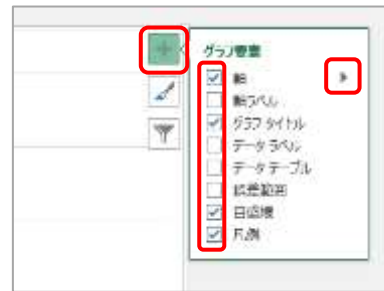 グラフ要素
軸
軸ラベル
グラフ タイトル
データ ラベル
データ テーブル
誤差範囲
目盛線
凡例